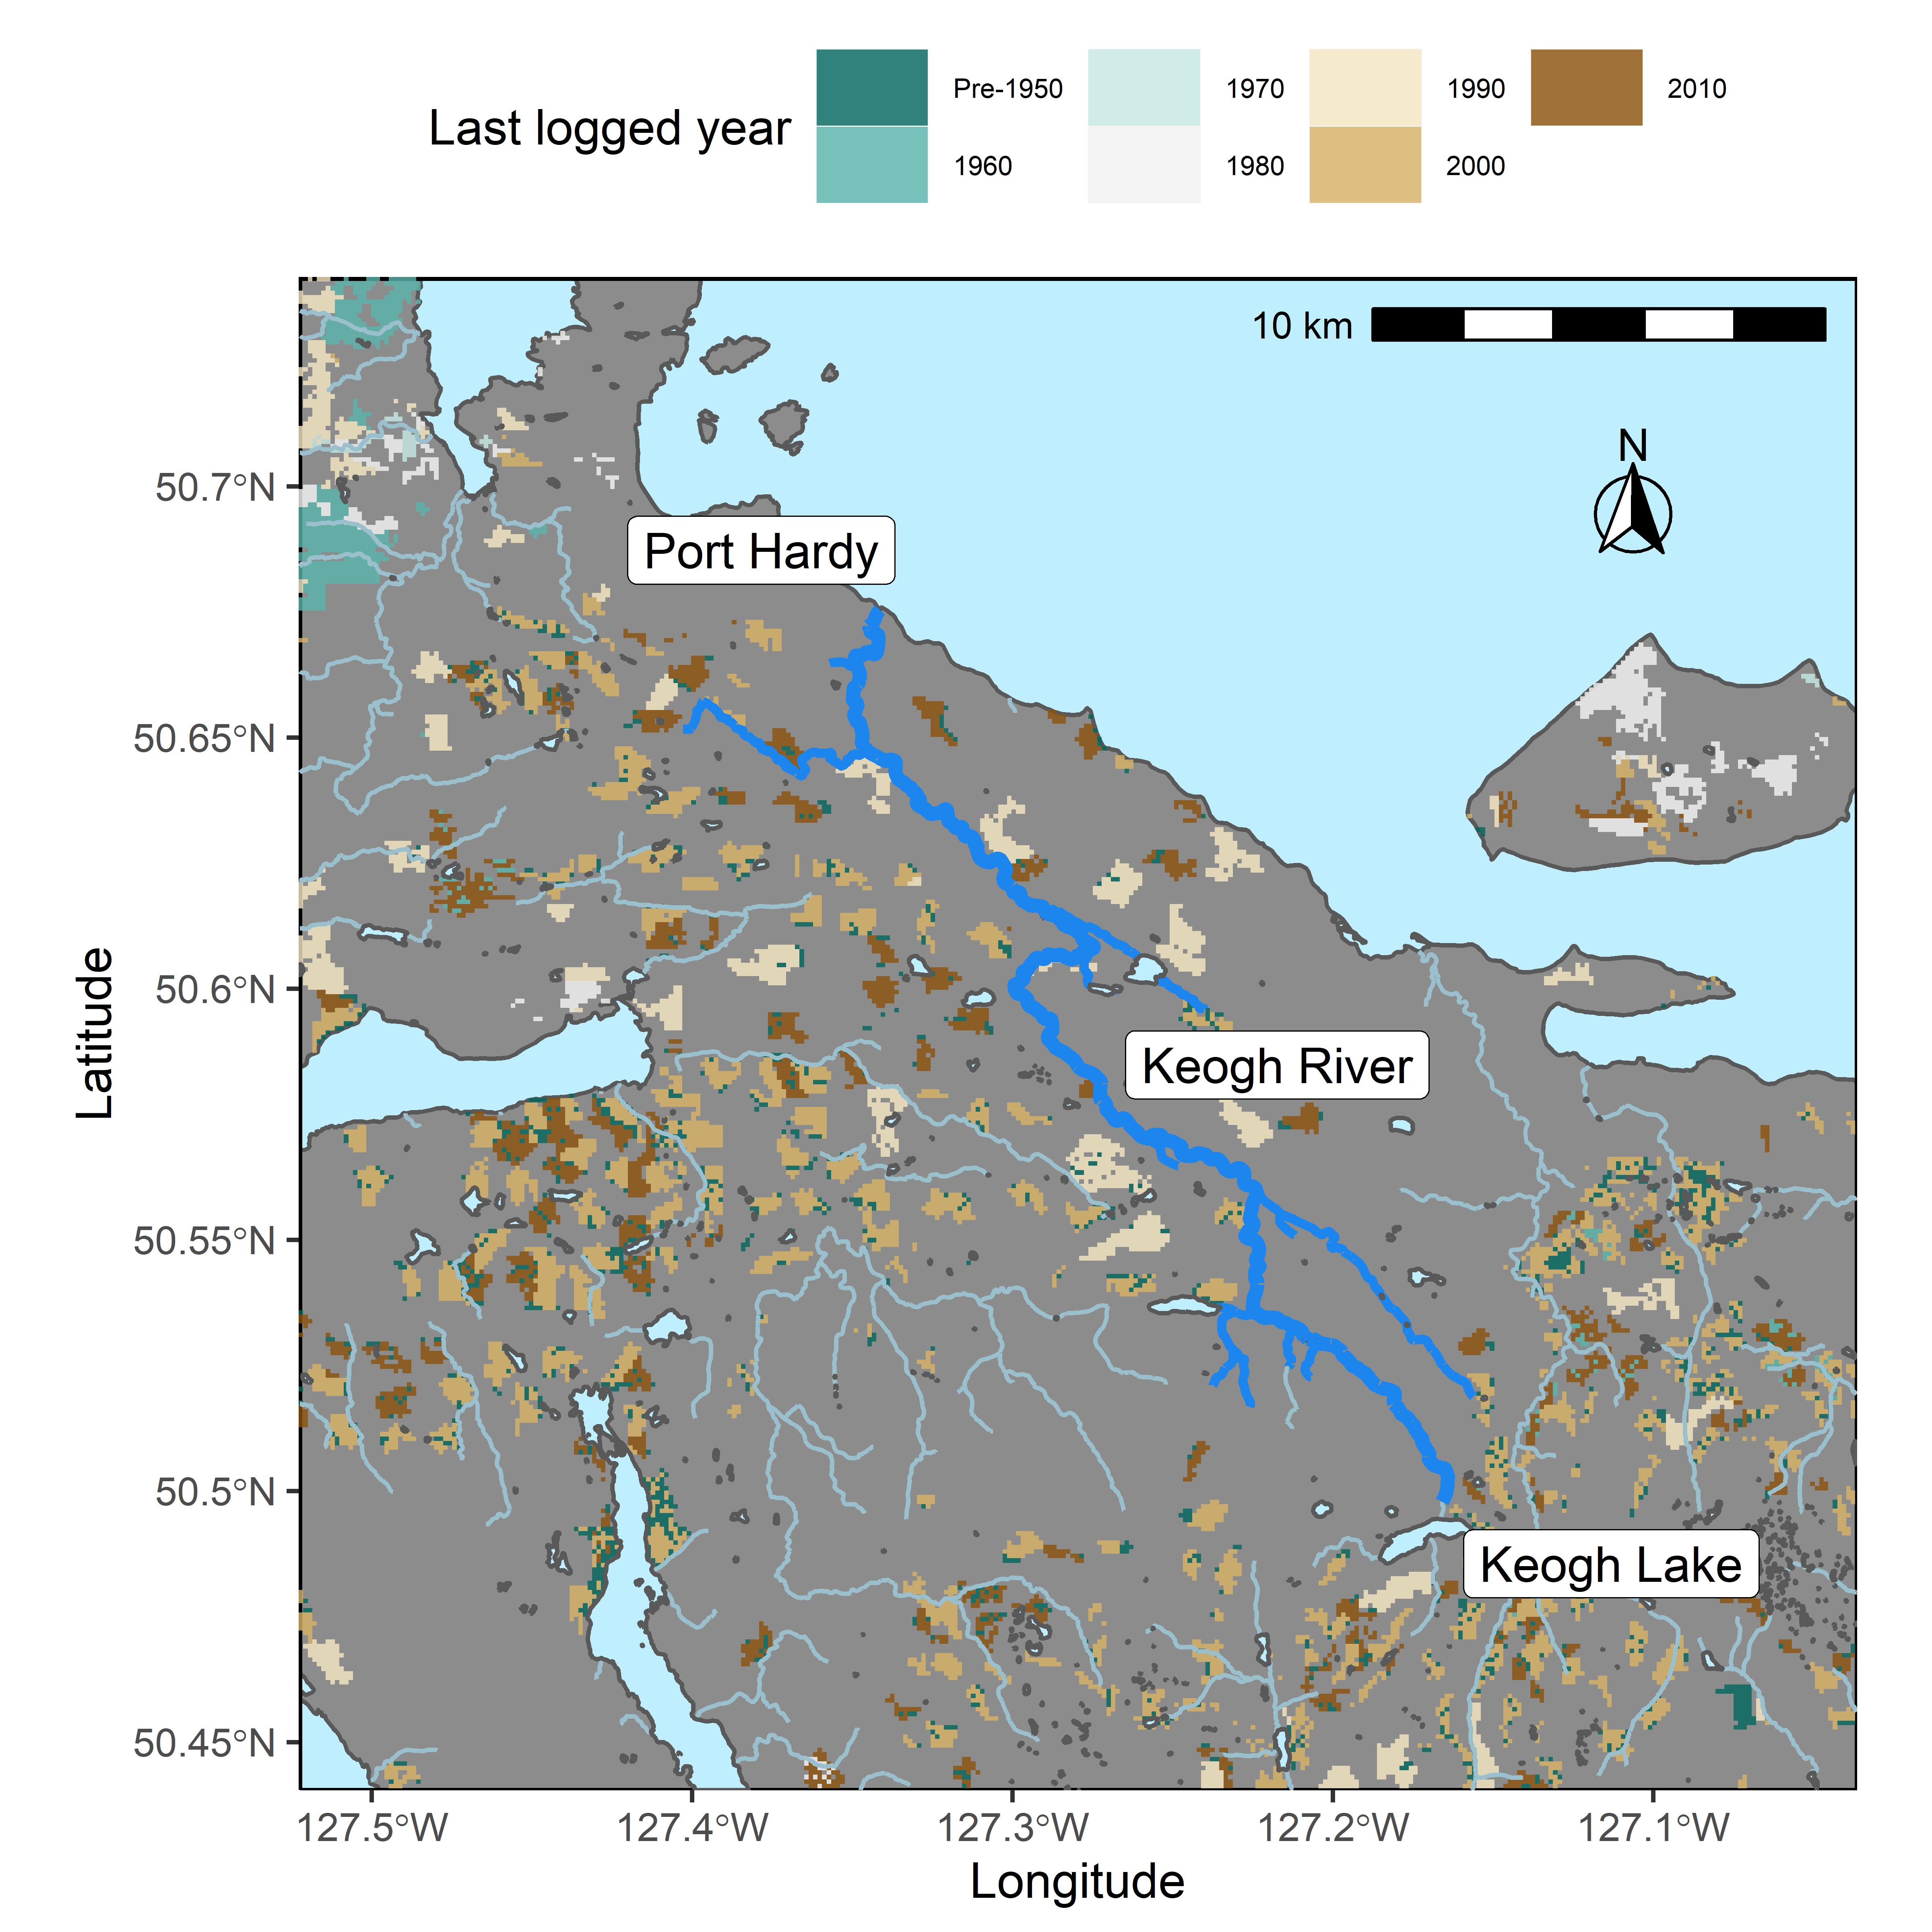 Last logged year
Pre-1950
1960
1970
1980
1990
2000
2010
10 km
N
50.7°N
50.65°N
50.6°N
50.55°N
50.5°N
50.45°N
Latitude
Port Hardy
Keogh River
Keogh Lake
127.5°W
127.4°W
127.3°W
127.2°W
127.1°W
Longitude